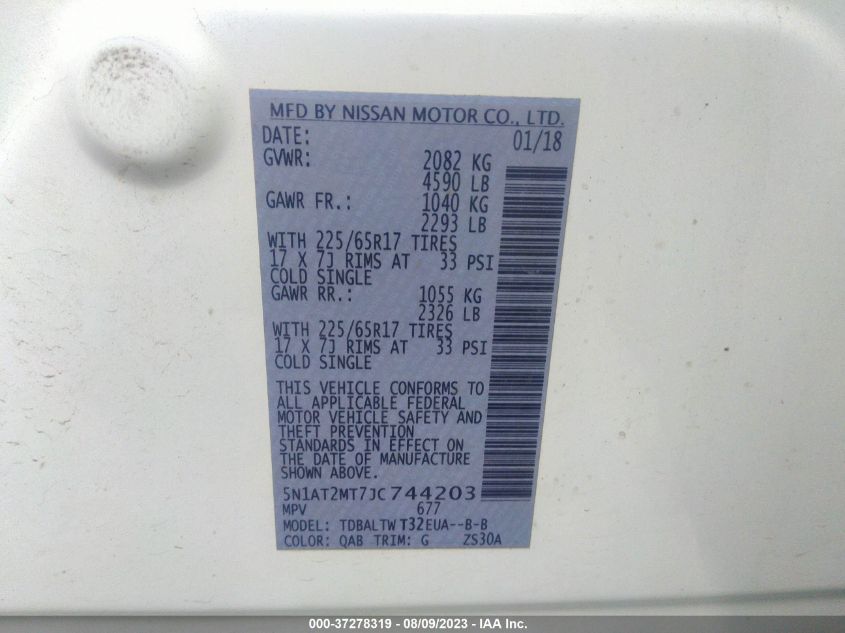 MFD BY NISSAN MOTOR CO., LTD.
DATE: 01/18
GVWR: 2082 KG
4590 LB
GAWR FR.: 1040 KG
2293 LB
WITH 225/65R17 TIRES
17 X 7J RIMS AT 33 PSI
COLD SINGLE
GAWR RR.: 1055 KG
2326 LB
WITH 225/65R17 TIRES
17 X 7J RIMS AT 33 PSI
COLD SINGLE
THIS VEHICLE CONFORMS TO
ALL APPLICABLE FEDERAL
MOTOR VEHICLE SAFETY AND
THEFT PREVENTION
STANDARDS IN EFFECT ON
THE DATE OF MANUFACTURE
SHOWN ABOVE.
5N1AT2MT7JC744203
MPV 677
MODEL: TDBALTW T32EUA--B-B
COLOR: QAB TRIM: G ZS30A
000-37278319 - 08/09/2023 - IAA Inc.